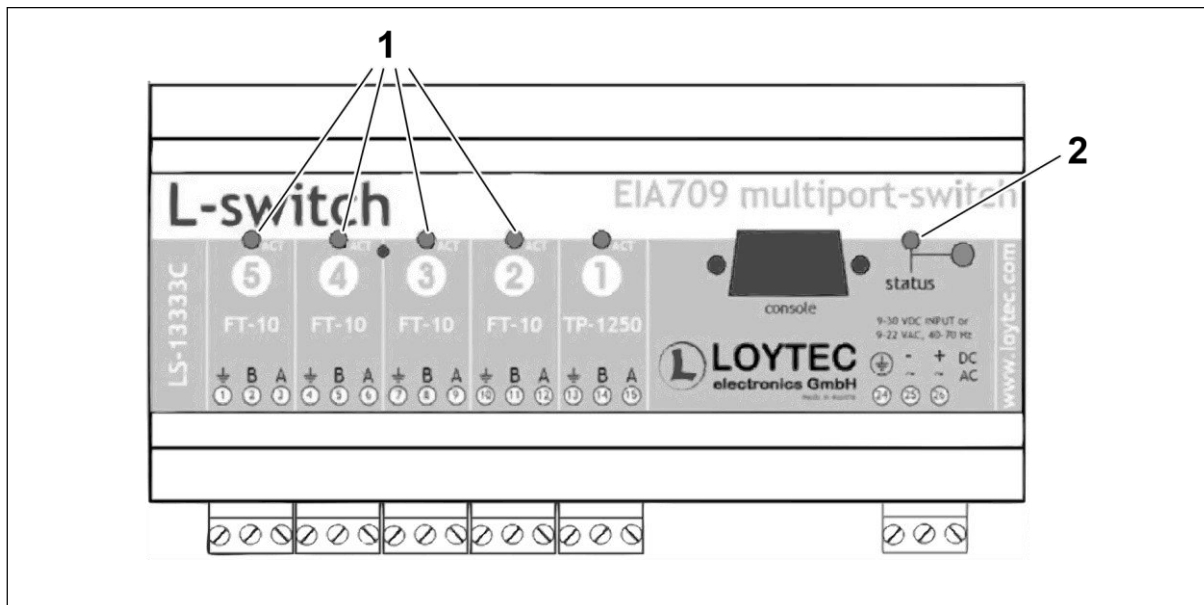 1
2
L-switch
EIA709 multiport-switch
LS-13333C
ACT ACT ACT ACT
5 4 3 2 1
FT-10 FT-10 FT-10 FT-10 TP-1250
B A B A B A B A B A
1 2 3 4 5 6 7 8 9 10 11 12 13 14 15
console
L LOYTEC
electronics GmbH
status
9-30 VDC INPUT or
9-22 VAC, 40-70 Hz
- + DC
~ ~ AC
24 25 26
www.loytec.com